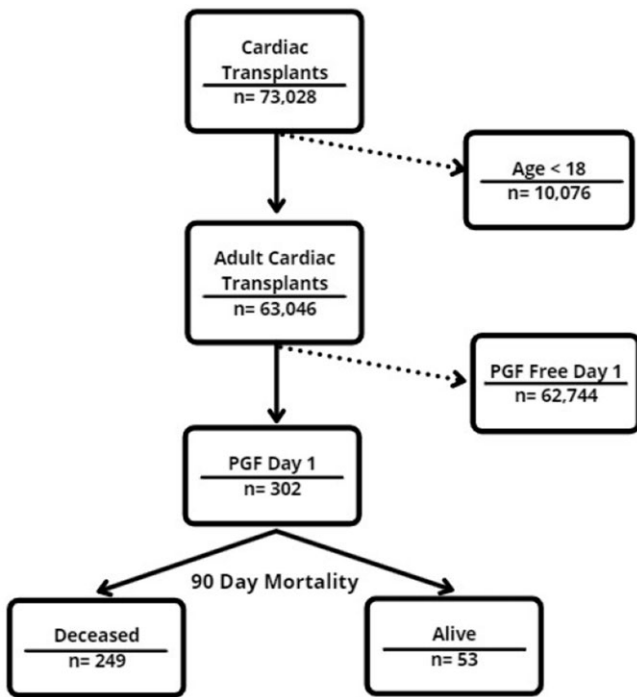 Cardiac
Transplants
n= 73,028
Age < 18
n= 10,076
Adult Cardiac
Transplants
n= 63,046
PGF Free Day 1
n= 62,744
PGF Day 1
n= 302
90 Day Mortality
Deceased
n= 249
Alive
n= 53